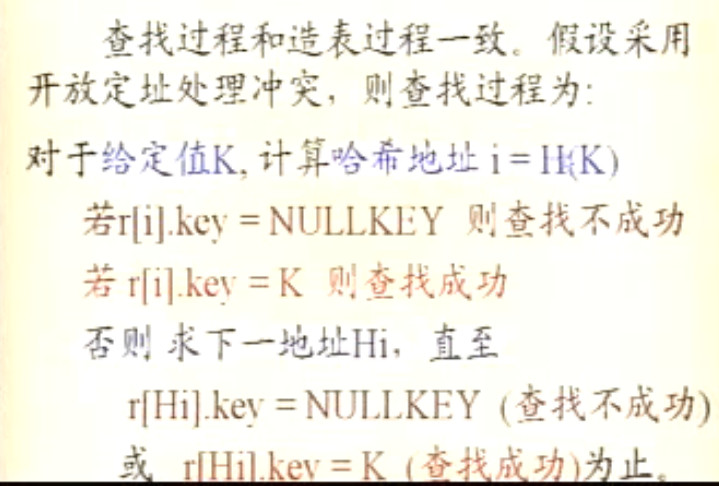 查找过程和造表过程一致。假设采用
开放定址处理冲突，则查找过程为:
对于给定值K, 计算哈希地址 i = H(K)
若r[i].key = NULLKEY 则查找不成功
若 r[i].key = K 则查找成功
否则 求下一地址Hi，直至
r[Hi].key = NULLKEY (查找不成功)
或 r[Hi].key = K (查找成功)为止。